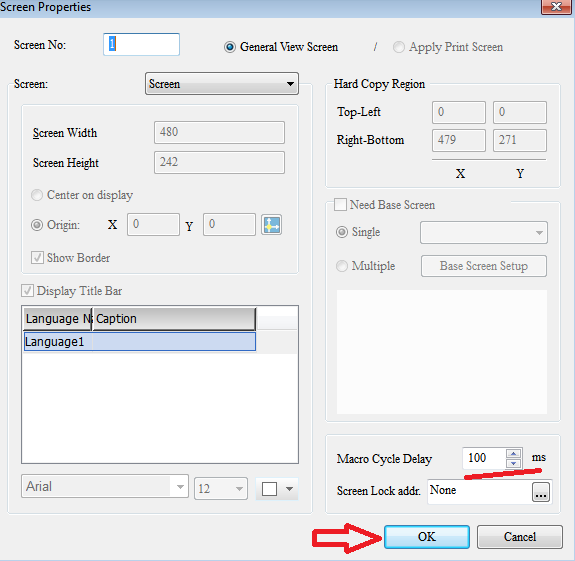 Screen Properties
Screen No: 1 General View Screen / Apply Print Screen
Screen: Screen
Screen Width 480
Screen Height 242
Center on display
Origin: X 0 Y 0
Show Border
Display Title Bar
Language N Caption
Language1
Arial 12
Hard Copy Region
Top-Left 0 0
Right-Bottom 479 271
X Y
Need Base Screen
Single
Multiple Base Screen Setup
Macro Cycle Delay 100 ms
Screen Lock addr. None ...
OK Cancel